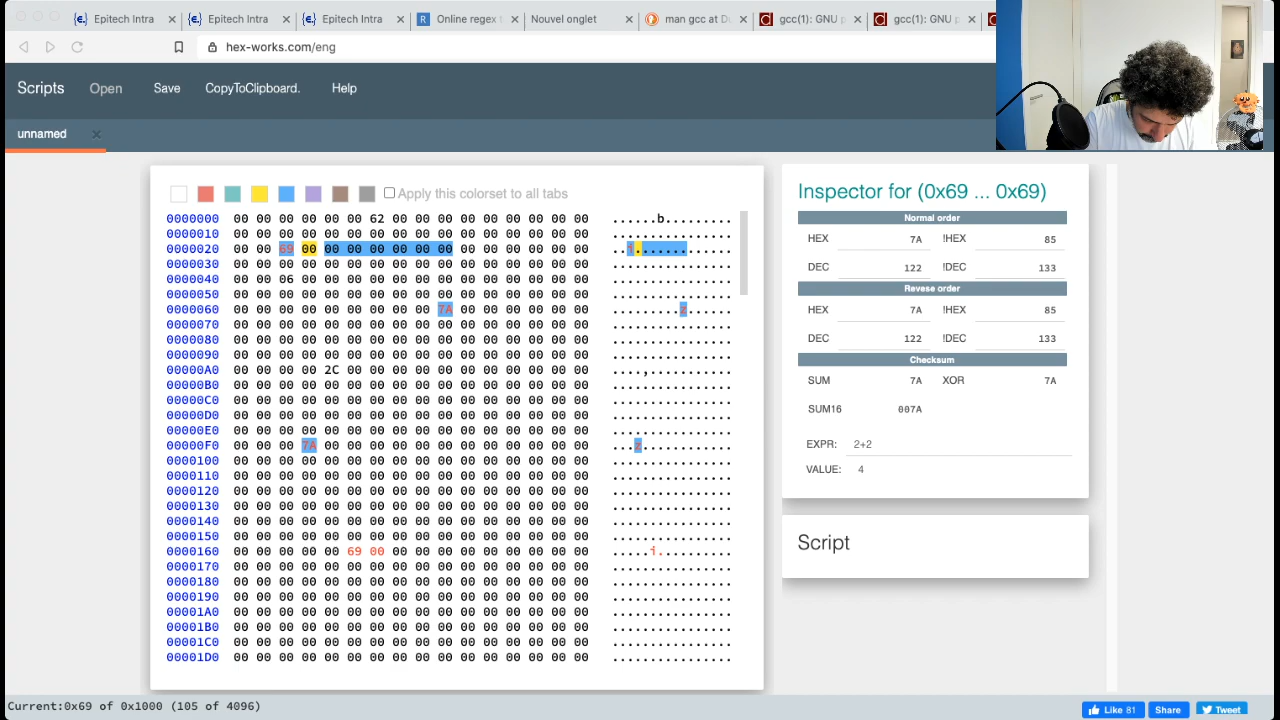 Epitech Intra × Epitech Intra × Epitech Intra × Online regex t × Nouvel onglet × man gcc at Du × gcc(1): GNU p × gcc(1): GNU p ×
hex-works.com/eng
Scripts Open Save CopyToClipboard. Help
unnamed ×
Apply this colorset to all tabs
0000000 00 00 00 00 00 00 62 00 00 00 00 00 00 00 00 00 ......b.........
0000010 00 00 00 00 00 00 00 00 00 00 00 00 00 00 00 00 ................
0000020 00 00 69 00 00 00 00 00 00 00 00 00 00 00 00 00 ..i.............
0000030 00 00 00 00 00 00 00 00 00 00 00 00 00 00 00 00 ................
0000040 00 00 06 00 00 00 00 00 00 00 00 00 00 00 00 00 ................
0000050 00 00 00 00 00 00 00 00 00 00 00 00 00 00 00 00 ................
0000060 00 00 00 00 00 00 00 00 00 7A 00 00 00 00 00 00 .........z......
0000070 00 00 00 00 00 00 00 00 00 00 00 00 00 00 00 00 ................
0000080 00 00 00 00 00 00 00 00 00 00 00 00 00 00 00 00 ................
0000090 00 00 00 00 00 00 00 00 00 00 00 00 00 00 00 00 ................
00000A0 00 00 00 00 2C 00 00 00 00 00 00 00 00 00 00 00 ....,...........
00000B0 00 00 00 00 00 00 00 00 00 00 00 00 00 00 00 00 ................
00000C0 00 00 00 00 00 00 00 00 00 00 00 00 00 00 00 00 ................
00000D0 00 00 00 00 00 00 00 00 00 00 00 00 00 00 00 00 ................
00000E0 00 00 00 00 00 00 00 00 00 00 00 00 00 00 00 00 ................
00000F0 00 00 00 7A 00 00 00 00 00 00 00 00 00 00 00 00 ...z............
0000100 00 00 00 00 00 00 00 00 00 00 00 00 00 00 00 00 ................
0000110 00 00 00 00 00 00 00 00 00 00 00 00 00 00 00 00 ................
0000120 00 00 00 00 00 00 00 00 00 00 00 00 00 00 00 00 ................
0000130 00 00 00 00 00 00 00 00 00 00 00 00 00 00 00 00 ................
0000140 00 00 00 00 00 00 00 00 00 00 00 00 00 00 00 00 ................
0000150 00 00 00 00 00 00 00 00 00 00 00 00 00 00 00 00 ................
0000160 00 00 00 00 00 69 00 00 00 00 00 00 00 00 00 00 .....i..........
0000170 00 00 00 00 00 00 00 00 00 00 00 00 00 00 00 00 ................
0000180 00 00 00 00 00 00 00 00 00 00 00 00 00 00 00 00 ................
0000190 00 00 00 00 00 00 00 00 00 00 00 00 00 00 00 00 ................
00001A0 00 00 00 00 00 00 00 00 00 00 00 00 00 00 00 00 ................
00001B0 00 00 00 00 00 00 00 00 00 00 00 00 00 00 00 00 ................
00001C0 00 00 00 00 00 00 00 00 00 00 00 00 00 00 00 00 ................
00001D0 00 00 00 00 00 00 00 00 00 00 00 00 00 00 00 00 ................
Inspector for (0x69 ... 0x69)
Normal order
HEX 7A !HEX 85
DEC 122 !DEC 133
Revese order
HEX 7A !HEX 85
DEC 122 !DEC 133
Checksum
SUM 7A XOR 7A
SUM16 007A
EXPR: 2+2
VALUE: 4
Script
Current:0x69 of 0x1000 (105 of 4096)
Like 81 Share Tweet